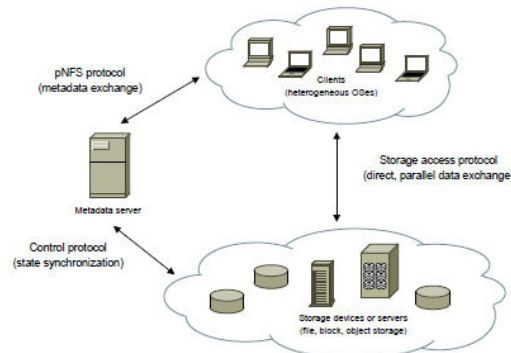 pNFS protocol
(metadata exchange)
Clients
(heterogeneous OSes)
Storage access protocol
(direct, parallel data exchange
Metadata server
Control protocol
(state synchronization)
Storage devices or servers
(file, block, object storage)